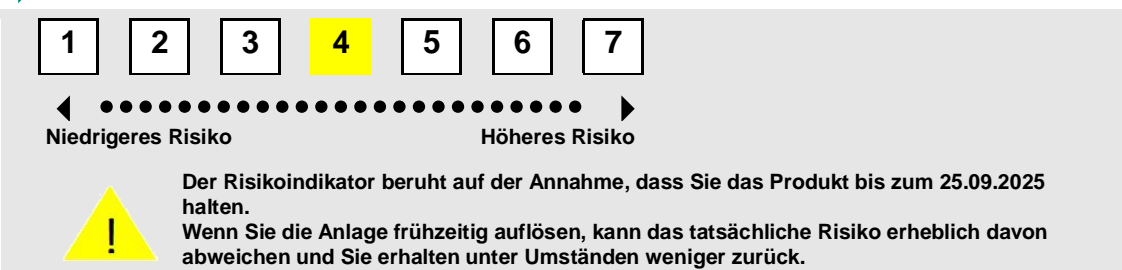 1 2 3 4 5 6 7
Niedrigeres Risiko Höheres Risiko
Der Risikoindikator beruht auf der Annahme, dass Sie das Produkt bis zum 25.09.2025
halten.
Wenn Sie die Anlage frühzeitig auflösen, kann das tatsächliche Risiko erheblich davon
abweichen und Sie erhalten unter Umständen weniger zurück.
!